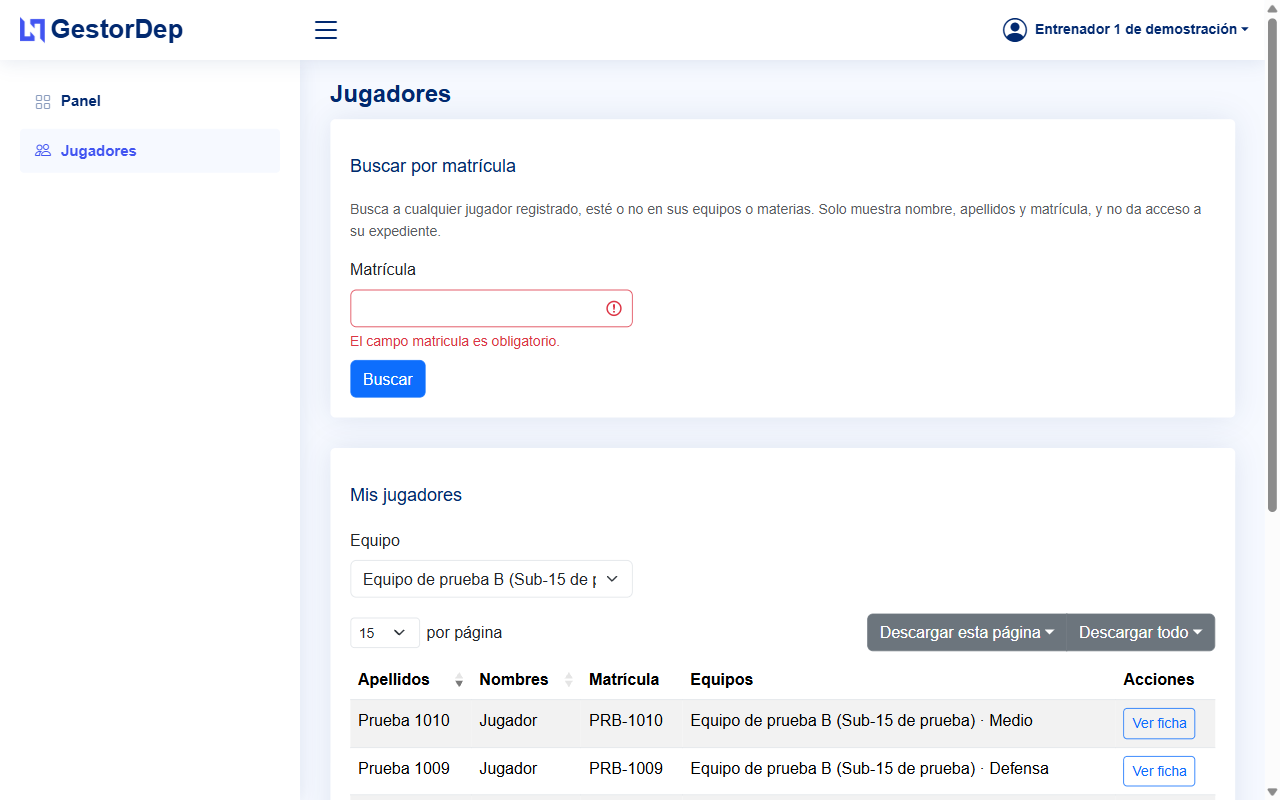 GestorDep
Entrenador 1 de demostración
Panel
Jugadores
Jugadores
Buscar por matrícula
Busca a cualquier jugador registrado, esté o no en sus equipos o materias. Solo muestra nombre, apellidos y matrícula, y no da acceso a
su expediente.
Matrícula
El campo matricula es obligatorio.
Buscar
Mis jugadores
Equipo
Equipo de prueba B (Sub-15 de p
15 por página
Descargar esta página Descargar todo
Apellidos Nombres Matrícula Equipos Acciones
Prueba 1010 Jugador PRB-1010 Equipo de prueba B (Sub-15 de prueba) · Medio Ver ficha
Prueba 1009 Jugador PRB-1009 Equipo de prueba B (Sub-15 de prueba) · Defensa Ver ficha